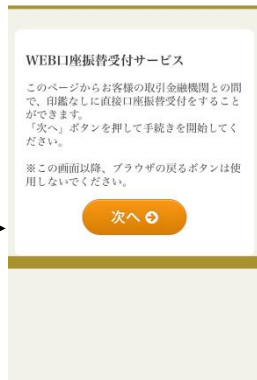 WEB口座振替受付サービス
このページからお客様の取引金融機関との間
で、印鑑なしに直接口座振替受付をすること
ができます。
「次へ」ボタンを押して手続きを開始してく
ださい。
※この画面以降、ブラウザの戻るボタンは使
用しないでください。
次へ